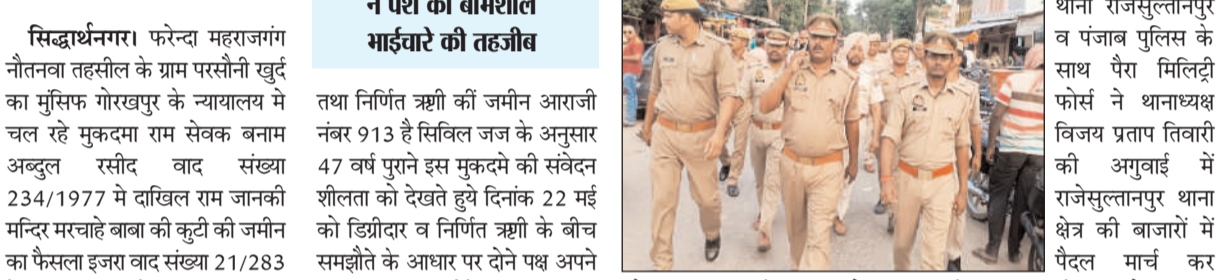 सिद्धार्थनगर। फरेन्दा महराजगंग
नौतनवा तहसील के ग्राम परसौनी खुर्द
का मुंसिफ गोरखपुर के न्यायालय मे
चल रहे मुकदमा राम सेवक बनाम
अब्दुल रसीद वाद संख्या
234/1977 मे दाखिल राम जानकी
मन्दिर मरचाहे बाबा की कुटी की जमीन
का फैसला इजरा वाद संख्या 21/283
ने पेश की बेमिशाल
भाईचारे की तहजीब
तथा निर्णित ऋृणी कीं जमीन आराजी
नंबर 913 है सिविल जज के अनुसार
47 वर्ष पुराने इस मुकदमे की संवेदन
शीलता को देखते हुये दिनांक 22 मई
को डिग्रीदार व निर्णित ऋृणी के बीच
समझौते के आधार पर दोने पक्ष अपने
थाना राजेसुल्तानपुर
व पंजाब पुलिस के
साथ पैरा मिलिट्री
फोर्स ने थानाध्यक्ष
विजय प्रताप तिवारी
की अगुवाई में
राजेसुल्तानपुर थाना
क्षेत्र की बाजारों में
पैदल मार्च कर